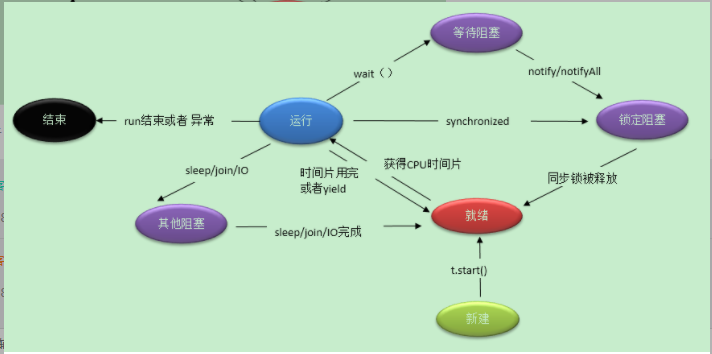 等待阻塞
wait（）
notify/notifyAll
结束
run结束或者 异常
运行
synchronized
锁定阻塞
sleep/join/IO
时间片用完
或者yield
获得CPU时间片
同步锁被释放
其他阻塞
sleep/join/IO完成
就绪
t.start()
新建